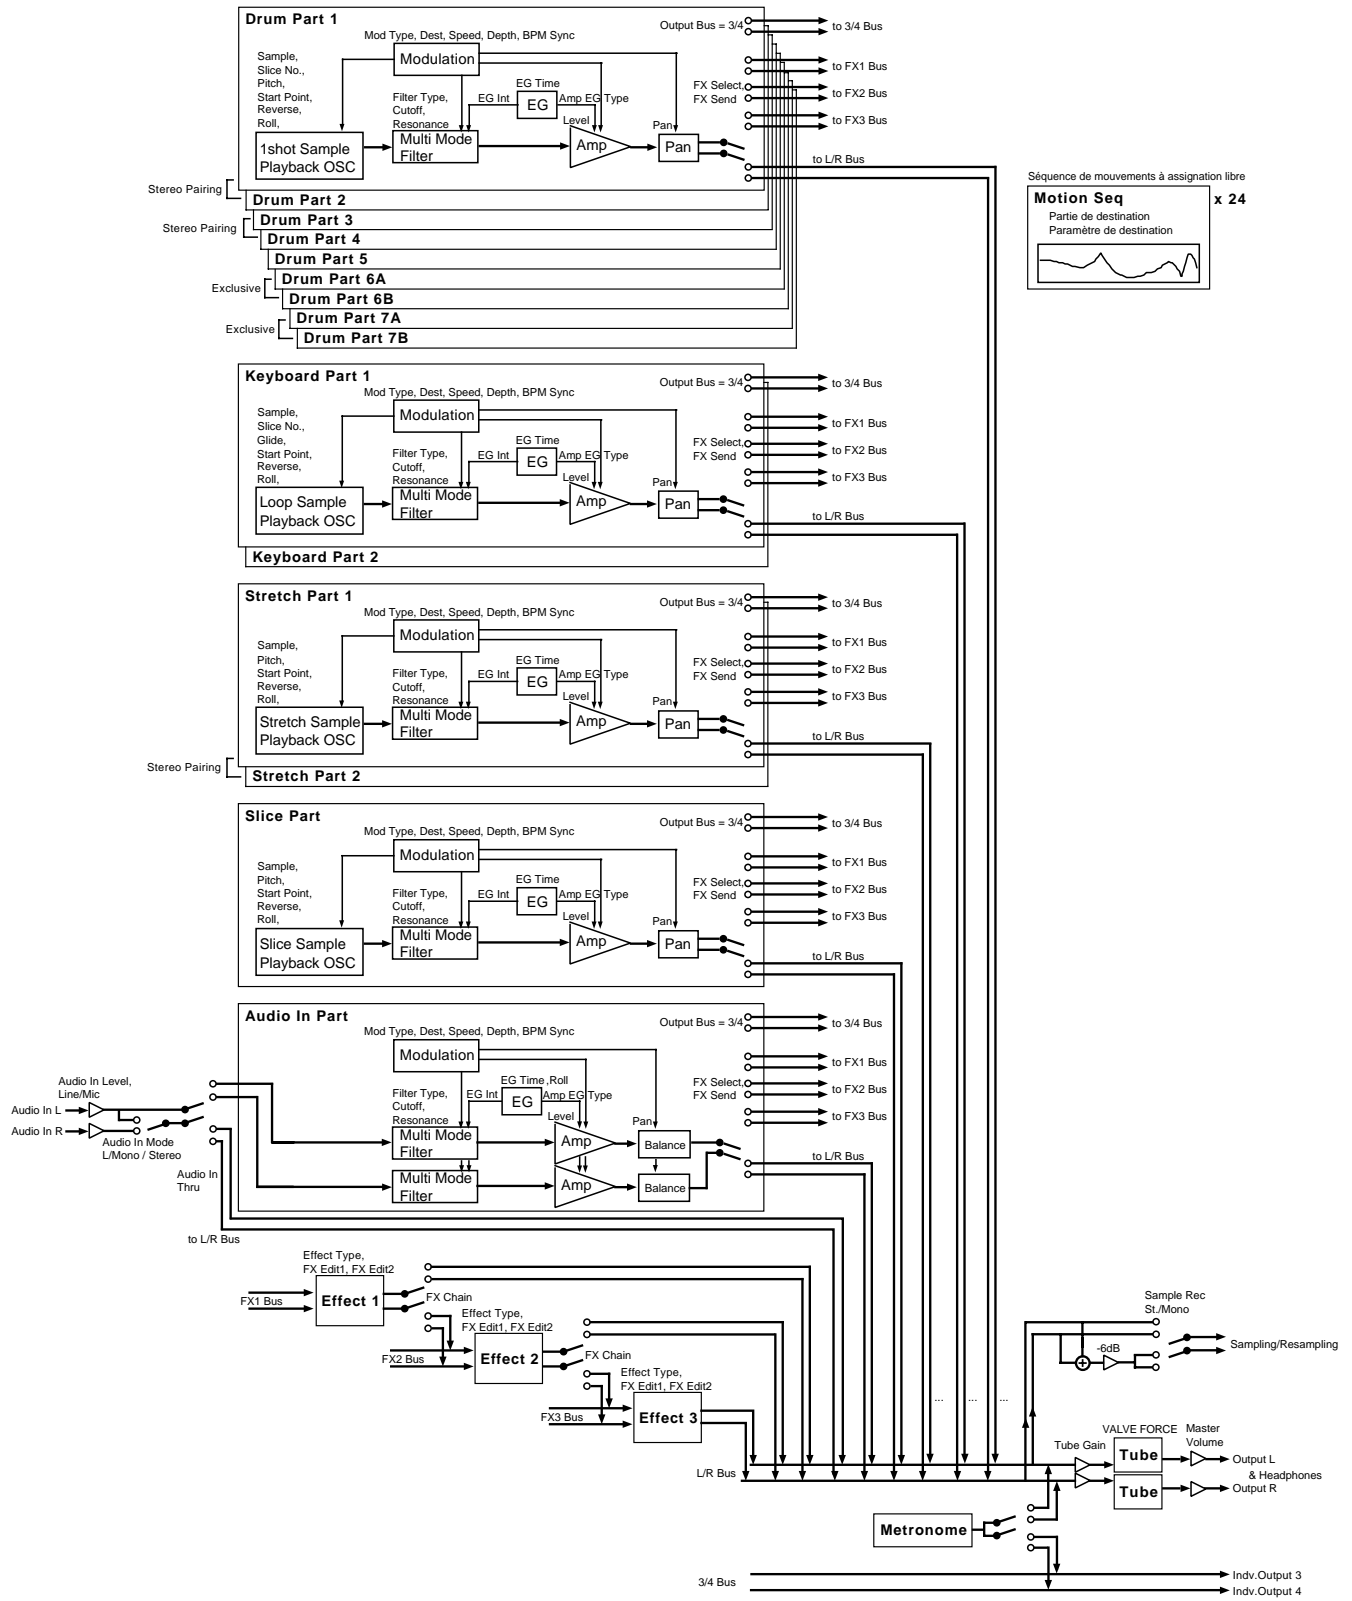 Drum Part 1
Output Bus = 3/4
to 3/4 Bus
Mod Type, Dest, Speed, Depth, BPM Sync
Modulation
Sample,
Slice No.,
Pitch,
Start Point,
Reverse,
Roll,
to FX1 Bus
FX Select,
FX Send
to FX2 Bus
to FX3 Bus
Filter Type,
Cutoff,
Resonance
EG Int
EG Time
EG
Amp EG Type
Level
Pan
1shot Sample
Playback OSC
Multi Mode
Filter
Amp
Pan
to L/R Bus
Stereo Pairing
Drum Part 2
Drum Part 3
Stereo Pairing
Drum Part 4
Drum Part 5
Drum Part 6A
Exclusive
Drum Part 6B
Drum Part 7A
Exclusive
Drum Part 7B
Séquence de mouvements à assignation libre
Motion Seq
x 24
Partie de destination
Paramètre de destination
Keyboard Part 1
Output Bus = 3/4
to 3/4 Bus
Mod Type, Dest, Speed, Depth, BPM Sync
Modulation
Sample,
Slice No.,
Glide,
Start Point,
Reverse,
Roll,
to FX1 Bus
FX Select,
FX Send
to FX2 Bus
to FX3 Bus
Filter Type,
Cutoff,
Resonance
EG Int
EG Time
EG
Amp EG Type
Level
Pan
Loop Sample
Playback OSC
Multi Mode
Filter
Amp
Pan
to L/R Bus
Keyboard Part 2
Stretch Part 1
Output Bus = 3/4
to 3/4 Bus
Mod Type, Dest, Speed, Depth, BPM Sync
Modulation
Sample,
Pitch,
Start Point,
Reverse,
Roll,
to FX1 Bus
FX Select,
FX Send
to FX2 Bus
to FX3 Bus
Filter Type,
Cutoff,
Resonance
EG Int
EG Time
EG
Amp EG Type
Level
Pan
Stretch Sample
Playback OSC
Multi Mode
Filter
Amp
Pan
to L/R Bus
Stereo Pairing
Stretch Part 2
Slice Part
Output Bus = 3/4
to 3/4 Bus
Mod Type, Dest, Speed, Depth, BPM Sync
Modulation
Sample,
Pitch,
Start Point,
Reverse,
Roll,
to FX1 Bus
FX Select,
FX Send
to FX2 Bus
to FX3 Bus
Filter Type,
Cutoff,
Resonance
EG Int
EG Time
EG
Amp EG Type
Level
Pan
Slice Sample
Playback OSC
Multi Mode
Filter
Amp
Pan
to L/R Bus
Audio In Part
Output Bus = 3/4
to 3/4 Bus
Mod Type, Dest, Speed, Depth, BPM Sync
Modulation
to FX1 Bus
FX Select,
FX Send
to FX2 Bus
to FX3 Bus
Filter Type,
Cutoff,
Resonance
EG Int
EG Time ,Roll
EG
Amp EG Type
Level
Pan
Audio In Level,
Line/Mic
Audio In L
Audio In R
Audio In Mode
L/Mono / Stereo
Audio In
Thru
Multi Mode
Filter
Amp
Balance
Multi Mode
Filter
Amp
Balance
to L/R Bus
to L/R Bus
Effect Type,
FX Edit1, FX Edit2
FX1 Bus
Effect 1
FX Chain
Effect Type,
FX Edit1, FX Edit2
FX2 Bus
Effect 2
FX Chain
Effect Type,
FX Edit1, FX Edit2
FX3 Bus
Effect 3
... ... ...
Sample Rec
St./Mono
-6dB
Sampling/Resampling
L/R Bus
Tube Gain
VALVE FORCE
Tube
Tube
Master
Volume
Output L
& Headphones
Output R
Metronome
3/4 Bus
Indv.Output 3
Indv.Output 4